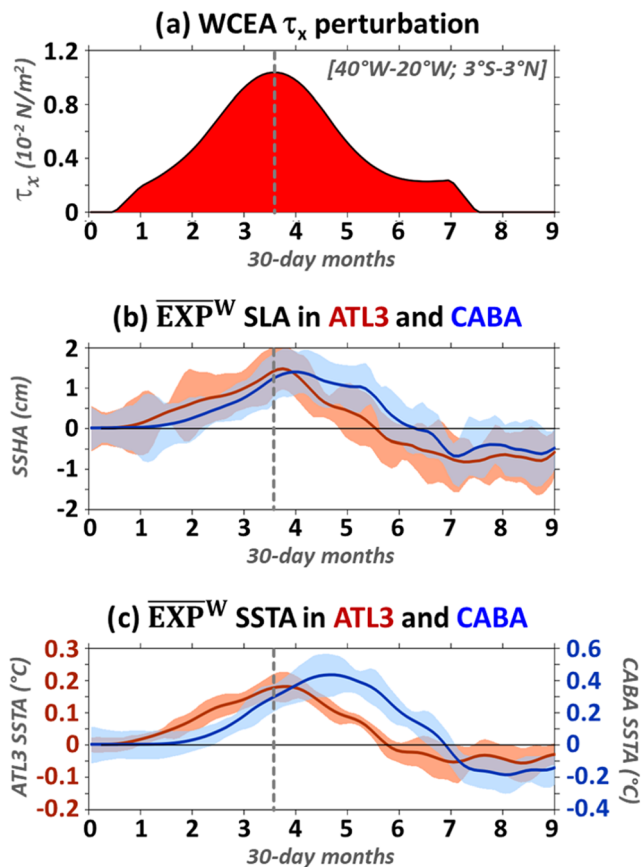 (a) WCEA τx perturbation
[40°W-20°W; 3°S-3°N]
τx (10⁻² N/m²)
1.2
0.8
0.4
0
0 1 2 3 4 5 6 7 8 9
30-day months
(b) EXPᵂ SLA in ATL3 and CABA
SSHA (cm)
2
1
0
-1
-2
0 1 2 3 4 5 6 7 8 9
30-day months
(c) EXPᵂ SSTA in ATL3 and CABA
ATL3 SSTA (°C)
0.3
0.2
0.1
0
-0.1
-0.2
0.6
0.4
0.2
0
-0.2
-0.4
CABA SSTA (°C)
0 1 2 3 4 5 6 7 8 9
30-day months